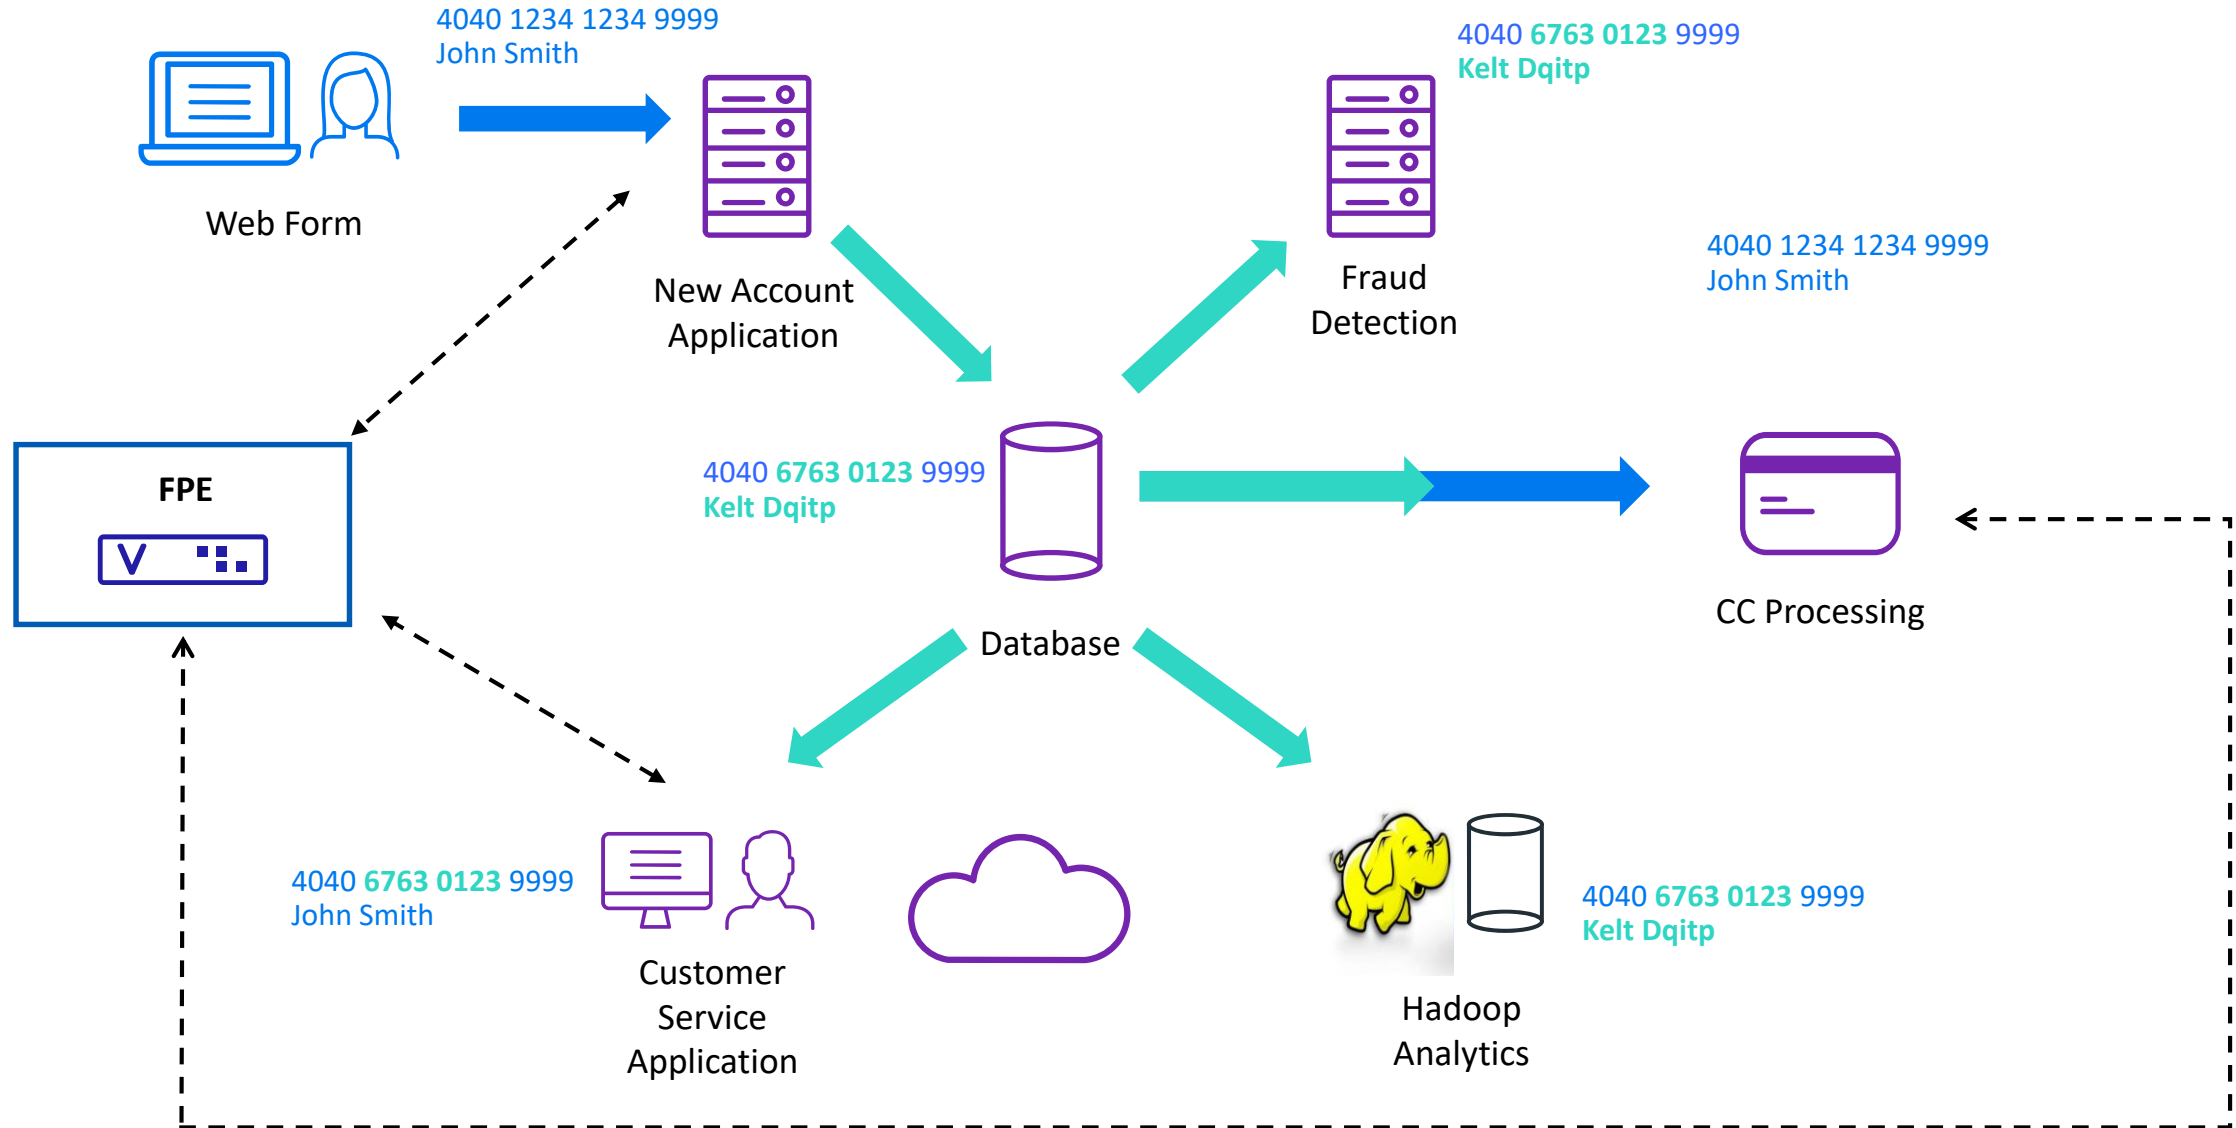 4040 1234 1234 9999
John Smith
Web Form
New Account
Application
4040 6763 0123 9999
Kelt Dqitp
Fraud
Detection
4040 1234 1234 9999
John Smith
CC Processing
FPE
V
4040 6763 0123 9999
Kelt Dqitp
Database
4040 6763 0123 9999
John Smith
Customer
Service
Application
4040 6763 0123 9999
Kelt Dqitp
Hadoop
Analytics